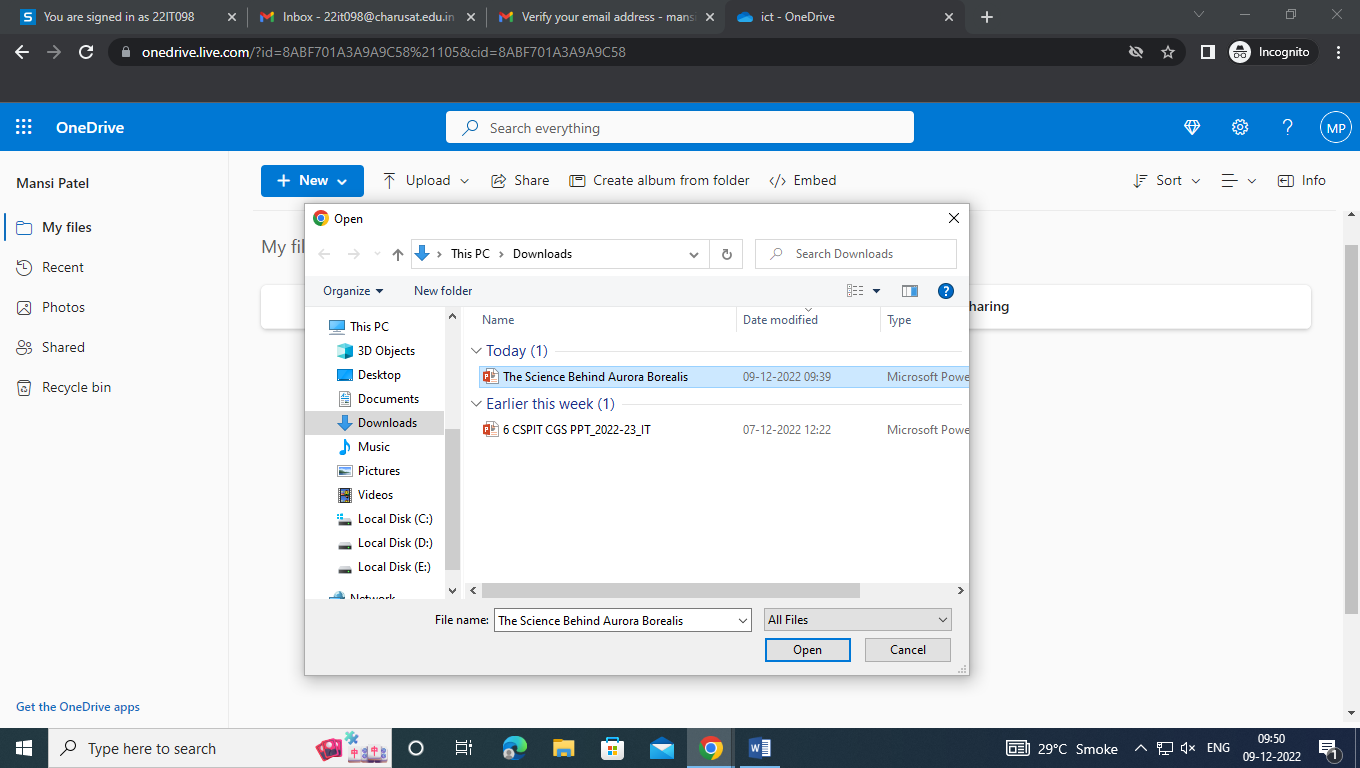 You are signed in as 22IT098
Inbox - 22it098@charusat.edu.in
Verify your email address - mansi
ict - OneDrive
onedrive.live.com/?id=8ABF701A3A9A9C58%21105&cid=8ABF701A3A9A9C58
Incognito
OneDrive
Search everything
MP
Mansi Patel
New
Upload
Share
Create album from folder
</> Embed
Sort
Info
My files
Recent
Photos
Shared
Recycle bin
Get the OneDrive apps
My fil
haring
Open
This PC > Downloads
Search Downloads
Organize
New folder
This PC
3D Objects
Desktop
Documents
Downloads
Music
Pictures
Videos
Local Disk (C:)
Local Disk (D:)
Local Disk (E:)
Network
Name Date modified Type
Today (1)
The Science Behind Aurora Borealis 09-12-2022 09:39 Microsoft Powe
Earlier this week (1)
6 CSPIT CGS PPT_2022-23_IT 07-12-2022 12:22 Microsoft Powe
File name: The Science Behind Aurora Borealis All Files
Open Cancel
Type here to search
29°C Smoke
ENG
09:50
09-12-2022
1